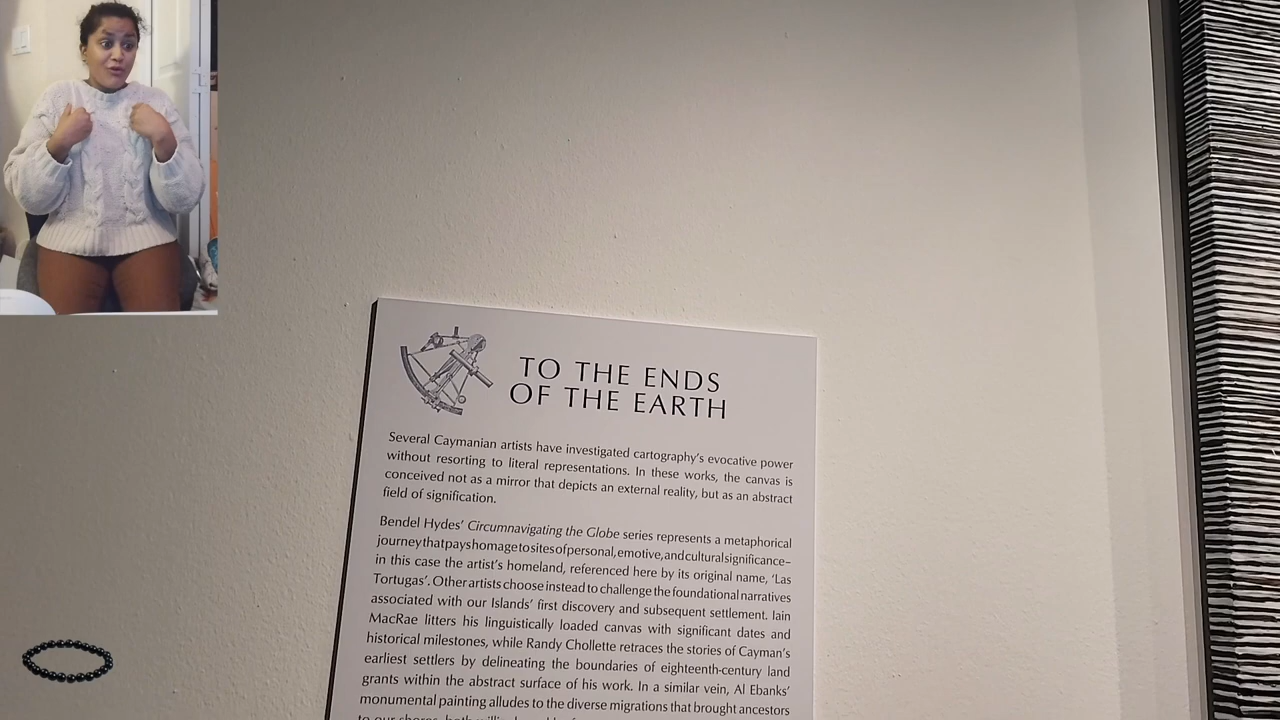 TO THE ENDS
OF THE EARTH
Several Caymanian artists have investigated cartography's evocative power
without resorting to literal representations. In these works, the canvas is
conceived not as a mirror that depicts an external reality, but as an abstract
field of signification.
Bendel Hydes' Circumnavigating the Globe series represents a metaphorical
journey that pays homage to sites of personal, emotive, and cultural significance–
in this case the artist's homeland, referenced here by its original name, 'Las
Tortugas'. Other artists choose instead to challenge the foundational narratives
associated with our Islands' first discovery and subsequent settlement. Iain
MacRae litters his linguistically loaded canvas with significant dates and
historical milestones, while Randy Chollette retraces the stories of Cayman's
earliest settlers by delineating the boundaries of eighteenth-century land
grants within the abstract surface of his work. In a similar vein, Al Ebanks'
monumental painting alludes to the diverse migrations that brought ancestors
to our shores, both